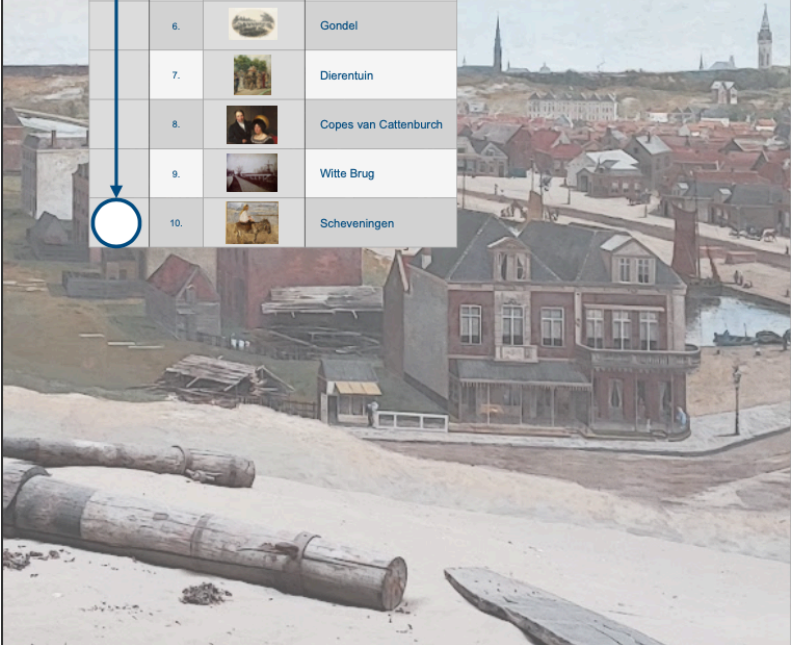 6. Gondel
7. Dierentuin
8. Copes van Cattenburch
9. Witte Brug
10. Scheveningen